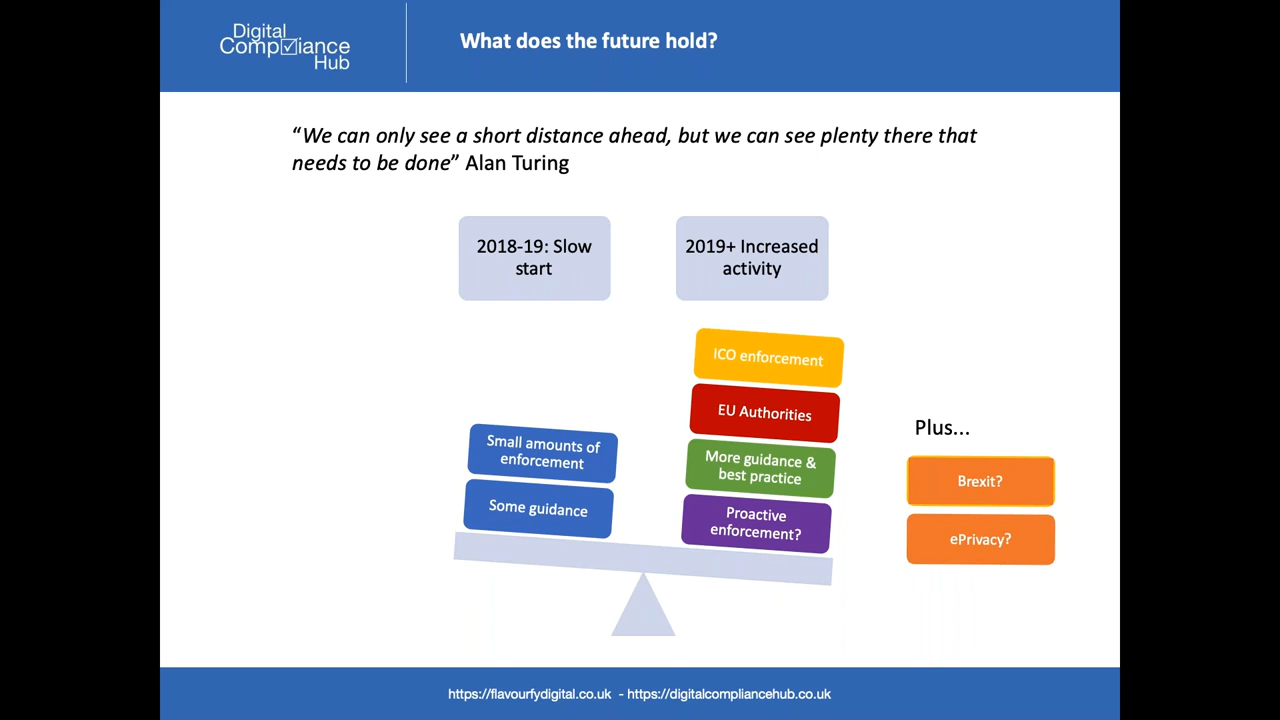 Digital
Compliance
Hub
What does the future hold?
“We can only see a short distance ahead, but we can see plenty there that
needs to be done” Alan Turing
2018-19: Slow
start
2019+ Increased
activity
Small amounts of
enforcement
Some guidance
ICO enforcement
EU Authorities
More guidance &
best practice
Proactive
enforcement?
Plus...
Brexit?
ePrivacy?
https://flavourfydigital.co.uk - https://digitalcompliancehub.co.uk